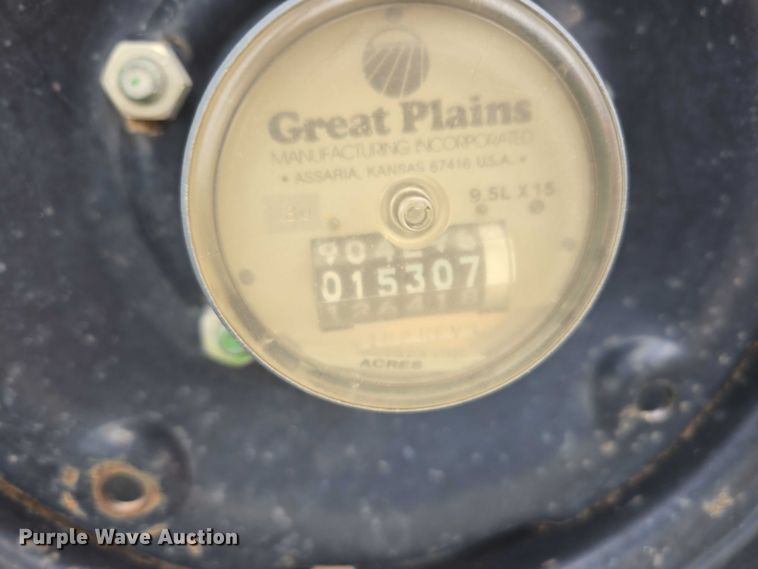 Great Plains
MANUFACTURING INCORPORATED
• ASSARIA, KANSAS 67416 U.S.A. •
9.5L X 15
015307
ACRES
Purple Wave Auction